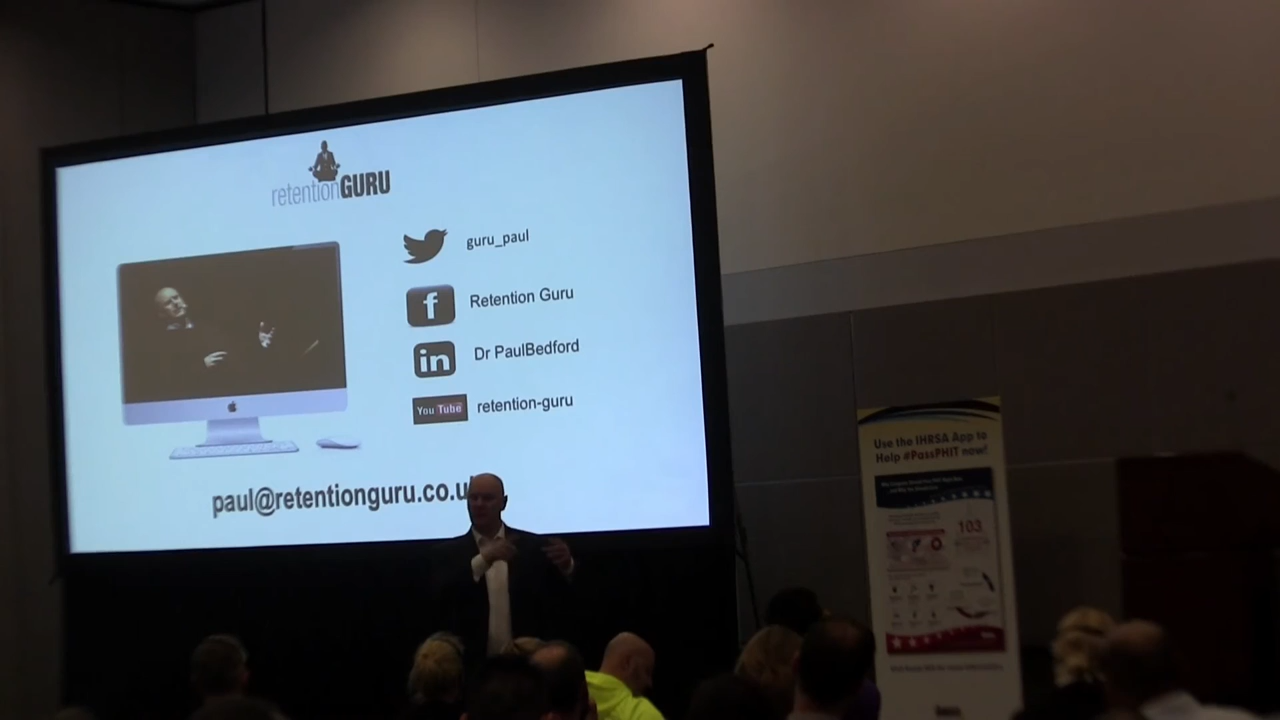 retentionGURU
guru_paul
f
Retention Guru
in
Dr PaulBedford
You Tube
retention-guru
paul@retentionguru.co.u
Use the IHRSA App to
Help #PassPHIT now!
103